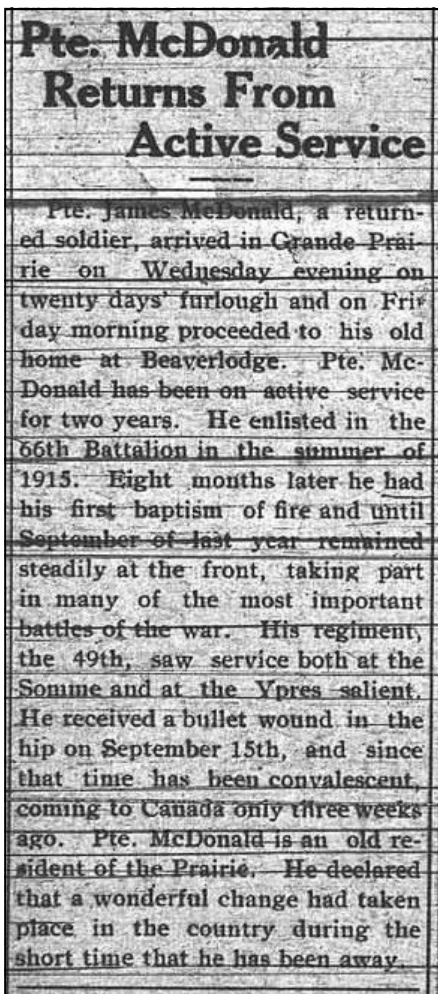 Pte. McDonald
Returns From
Active Service
Pte. James McDonald, a return-
ed soldier, arrived in Grande Prai-
rie on Wednesday evening on
twenty days' furlough and on Fri-
day morning proceeded to his old
home at Beaverlodge. Pte. Mc-
Donald has been on active service
for two years. He enlisted in the
66th Battalion in the summer of
1915. Eight months later he had
his first baptism of fire and until
September of last year remained
steadily at the front, taking part
in many of the most important
battles of the war. His regiment,
the 49th, saw service both at the
Somme and at the Ypres salient.
He received a bullet wound in the
hip on September 15th, and since
that time has been convalescent,
coming to Canada only three weeks
ago. Pte. McDonald is an old re-
sident of the Prairie. He declared
that a wonderful change had taken
place in the country during the
short time that he has been away.